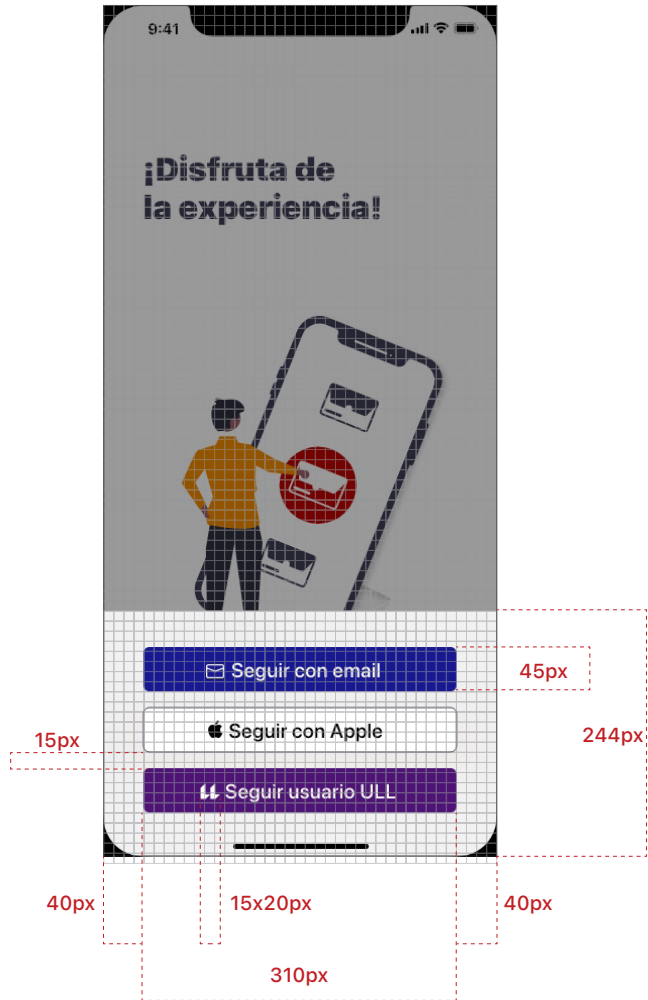 9:41
¡Disfruta de
la experiencia!
Seguir con email
45px
Seguir con Apple
244px
15px
Seguir usuario ULL
40px
15x20px
40px
310px